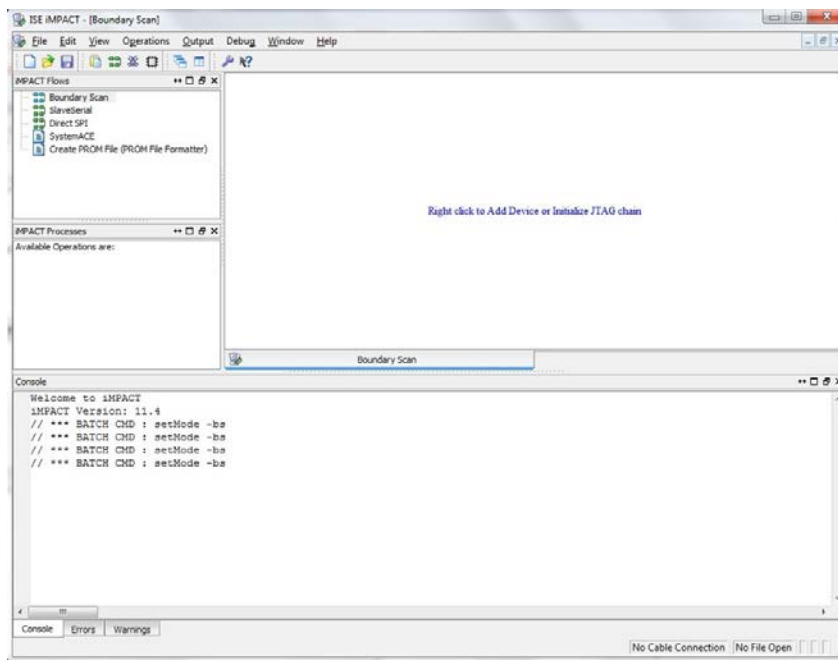 ISE iMPACT - [Boundary Scan]
File Edit View Operations Output Debug Window Help
iMPACT Flows
Boundary Scan
SlaveSerial
Direct SPI
SystemACE
Create PROM File (PROM File Formatter)
Right click to Add Device or Initialize JTAG chain
iMPACT Processes
Available Operations are:
Boundary Scan
Console
Welcome to iMPACT
iMPACT Version: 11.4
// *** BATCH CMD : setMode -bs
// *** BATCH CMD : setMode -bs
// *** BATCH CMD : setMode -bs
// *** BATCH CMD : setMode -bs
Console Errors Warnings
No Cable Connection No File Open